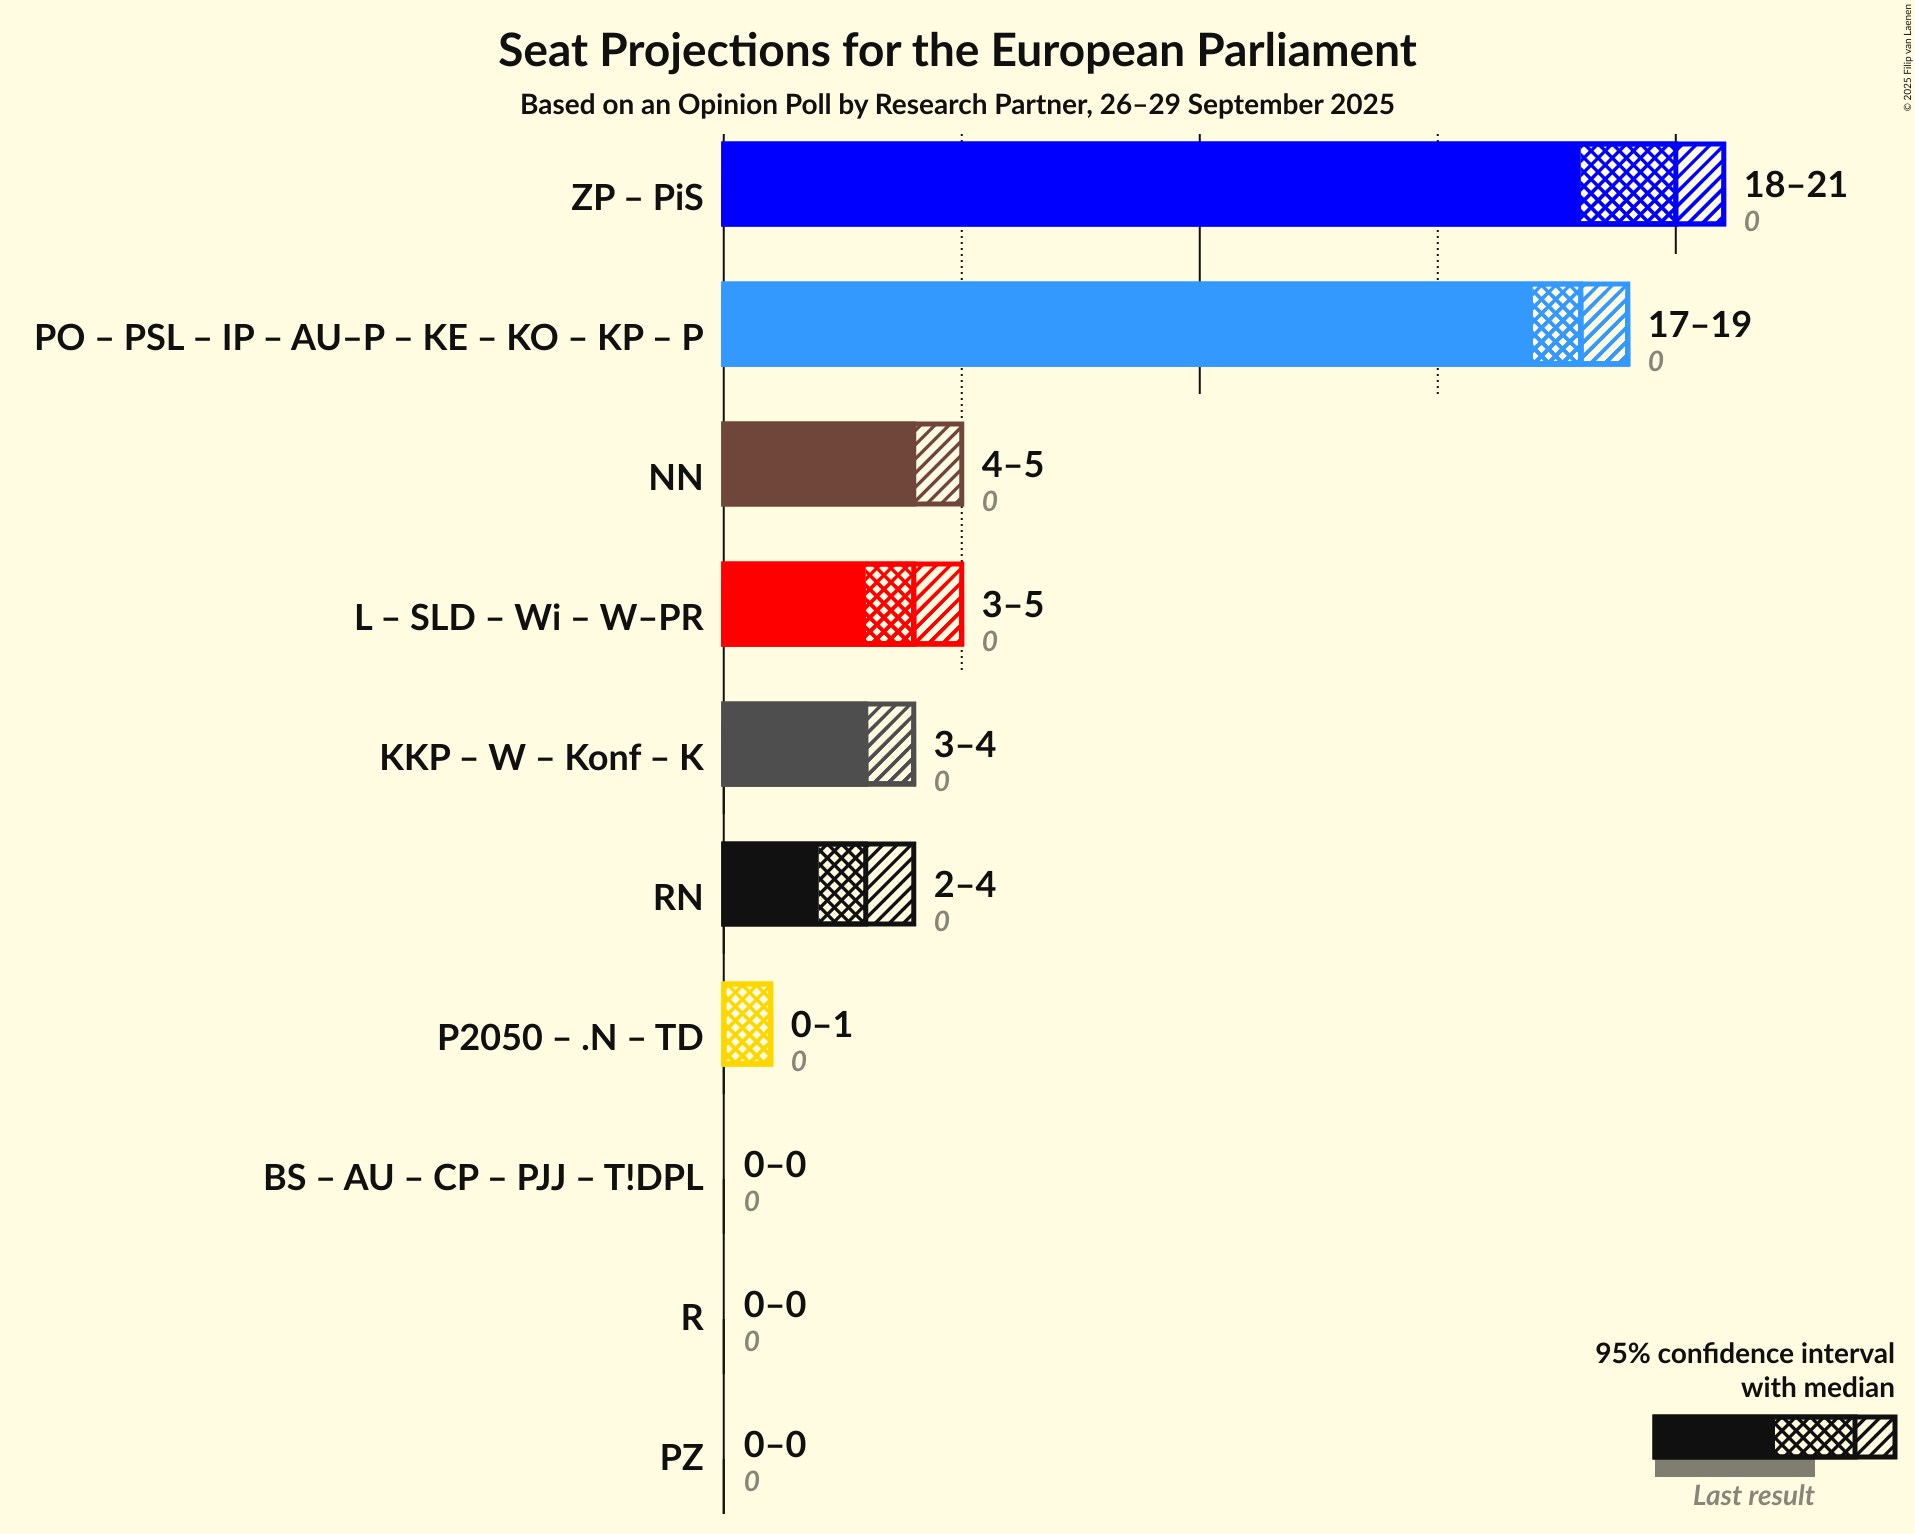 Seat Projections for the European Parliament
Based on an Opinion Poll by Research Partner, 26–29 September 2025
© 2025 Filip van Laenen
ZP – PiS
18–21
0
PO – PSL – IP – AU–P – KE – KO – KP – P
17–19
0
NN
4–5
0
L – SLD – Wi – W–PR
3–5
0
KKP – W – Konf – K
3–4
0
RN
2–4
0
P2050 – .N – TD
0–1
0
BS – AU – CP – PJJ – T!DPL
0–0
0
R
0–0
0
PZ
0–0
0
95% confidence interval
with median
Last result